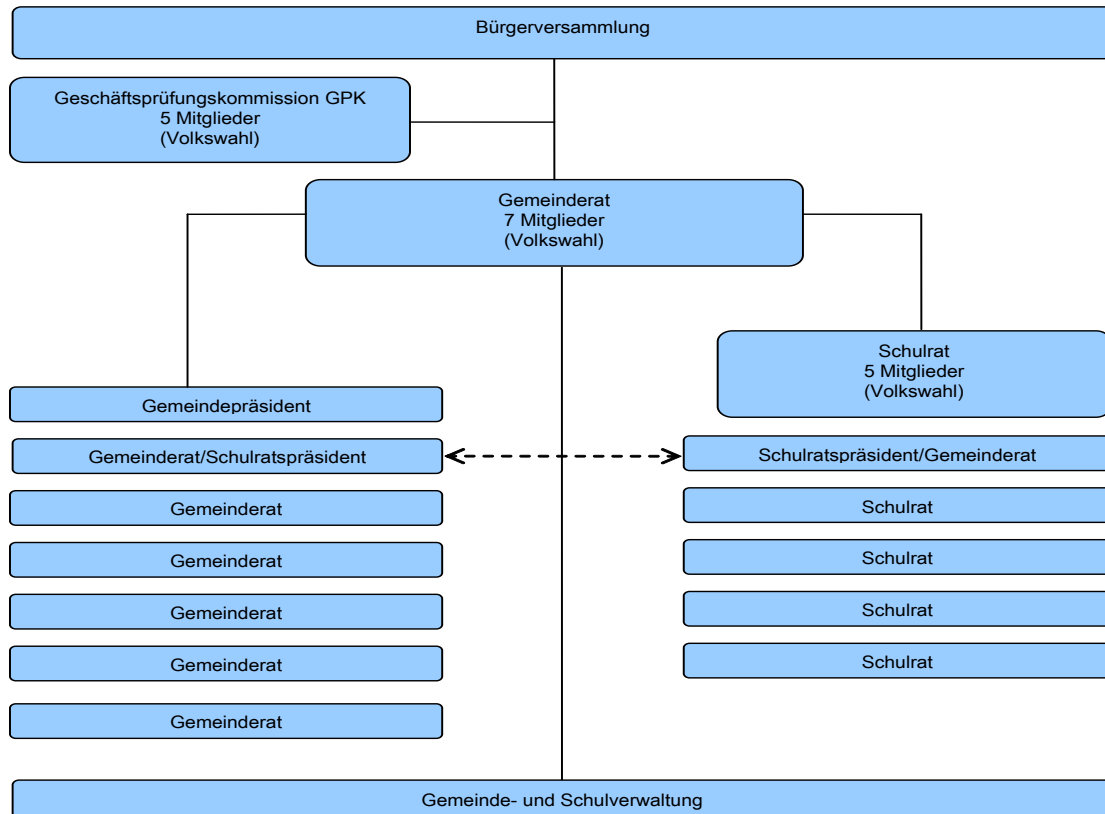 Bürgerversammlung
Geschäftsprüfungskommission GPK
5 Mitglieder
(Volkswahl)
Gemeinderat
7 Mitglieder
(Volkswahl)
Schulrat
5 Mitglieder
(Volkswahl)
Gemeindepräsident
Gemeinderat/Schulratspräsident
Gemeinderat
Gemeinderat
Gemeinderat
Gemeinderat
Gemeinderat
Schulratspräsident/Gemeinderat
Schulrat
Schulrat
Schulrat
Schulrat
Gemeinde- und Schulverwaltung